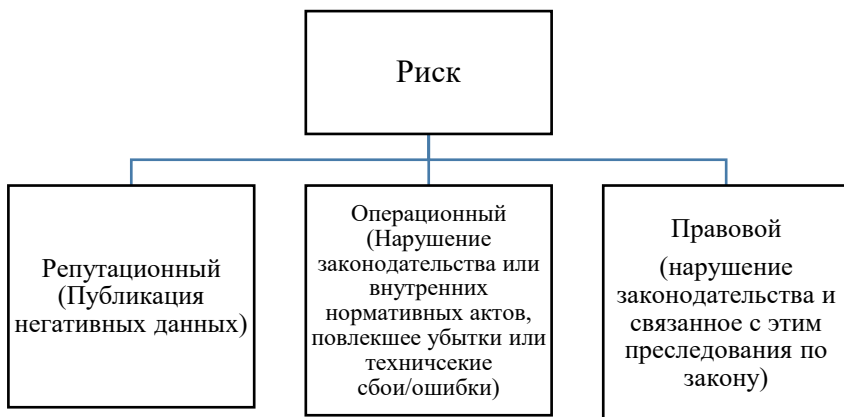 Риск
Репутационный
(Публикация
негативных данных)
Операционный
(Нарушение
законодательства или
внутренних
нормативных актов,
повлекшее убытки или
техничсекие
сбои/ошибки)
Правовой
(нарушение
законодательства и
связанное с этим
преследования по
закону)